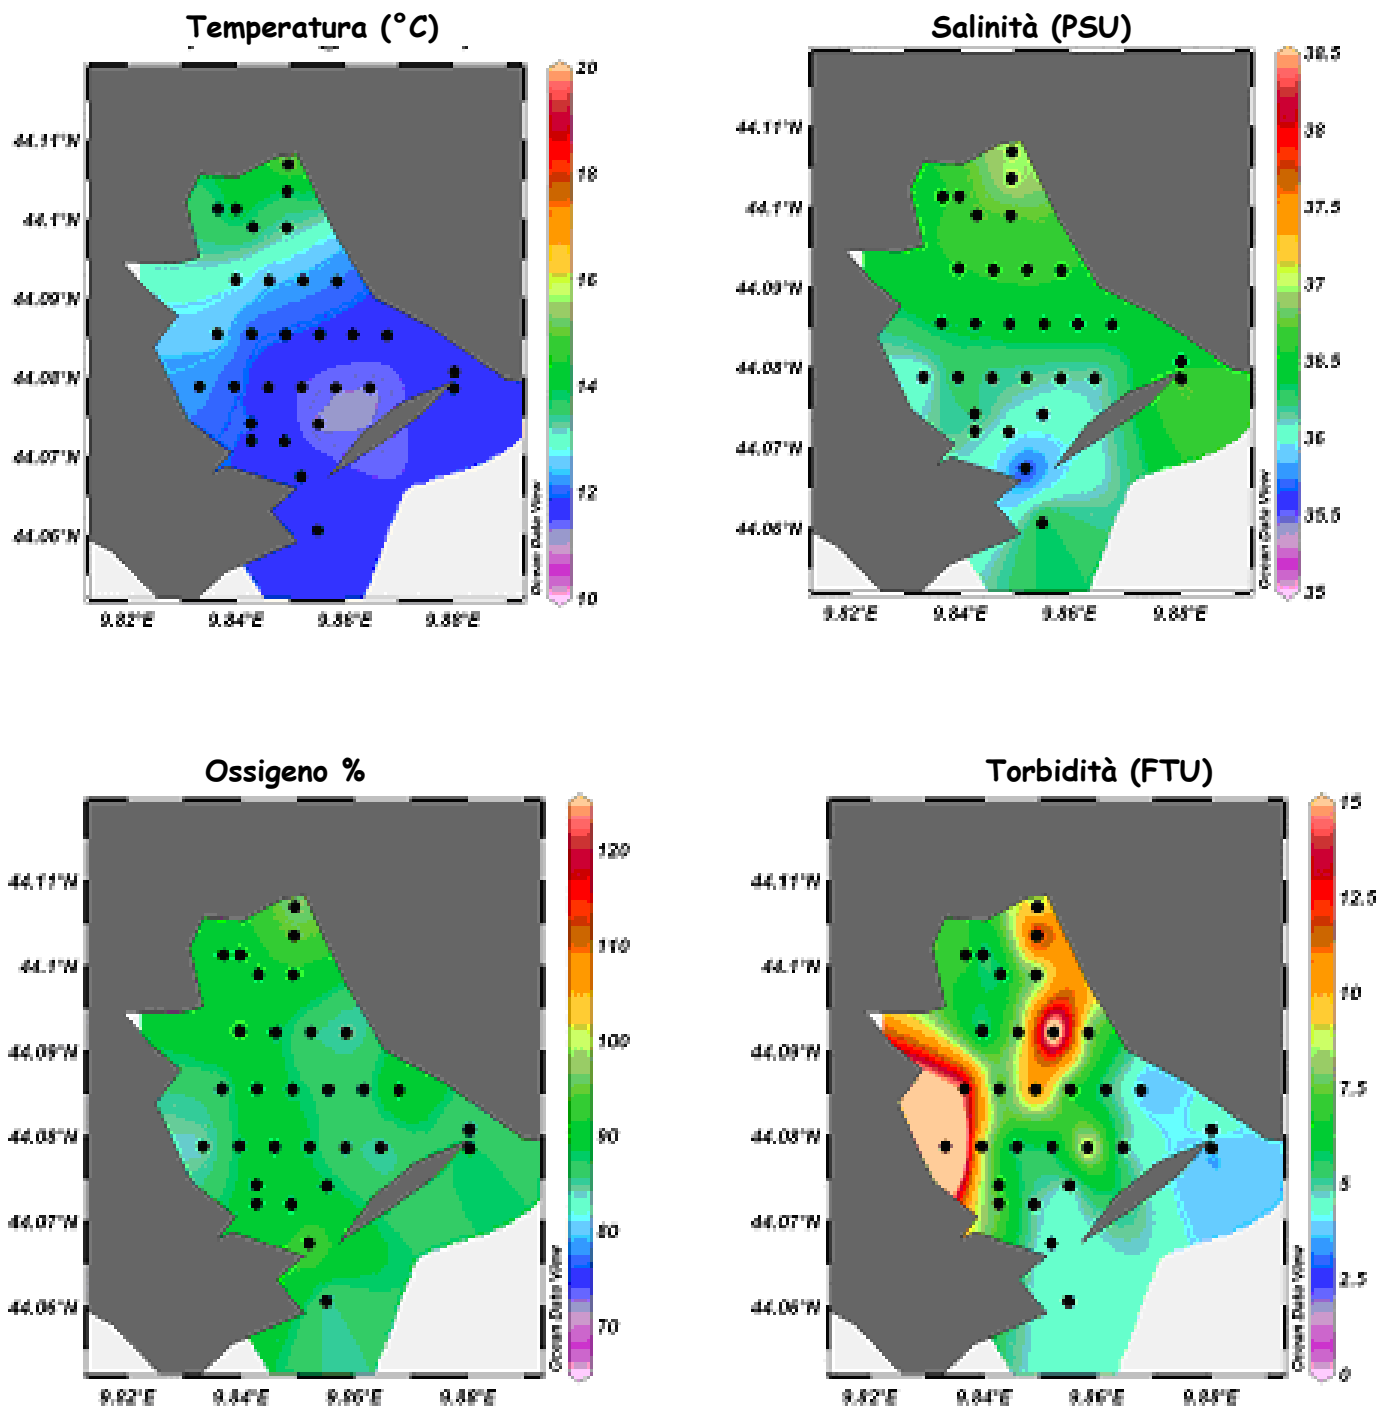 Temperatura (°C)
Salinità (PSU)
20
18
16
14
12
10
44.11°N
44.1°N
44.09°N
44.08°N
44.07°N
44.06°N
9.82°E 9.84°E 9.86°E 9.88°E
Ocean Data View
38.5
38
37.5
37
36.5
36
35.5
35
44.11°N
44.1°N
44.09°N
44.08°N
44.07°N
44.06°N
9.82°E 9.84°E 9.86°E 9.88°E
Ocean Data View
Ossigeno %
Torbidità (FTU)
120
110
100
90
80
70
44.11°N
44.1°N
44.09°N
44.08°N
44.07°N
44.06°N
9.82°E 9.84°E 9.86°E 9.88°E
Ocean Data View
15
12.5
10
7.5
5
2.5
0
44.11°N
44.1°N
44.09°N
44.08°N
44.07°N
44.06°N
9.82°E 9.84°E 9.86°E 9.88°E
Ocean Data View